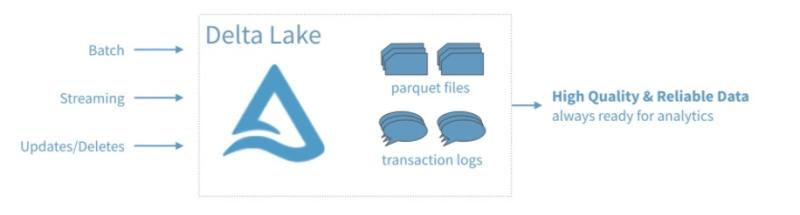 Delta Lake
Batch
Streaming
Updates/Deletes
parquet files
transaction logs
High Quality & Reliable Data
always ready for analytics